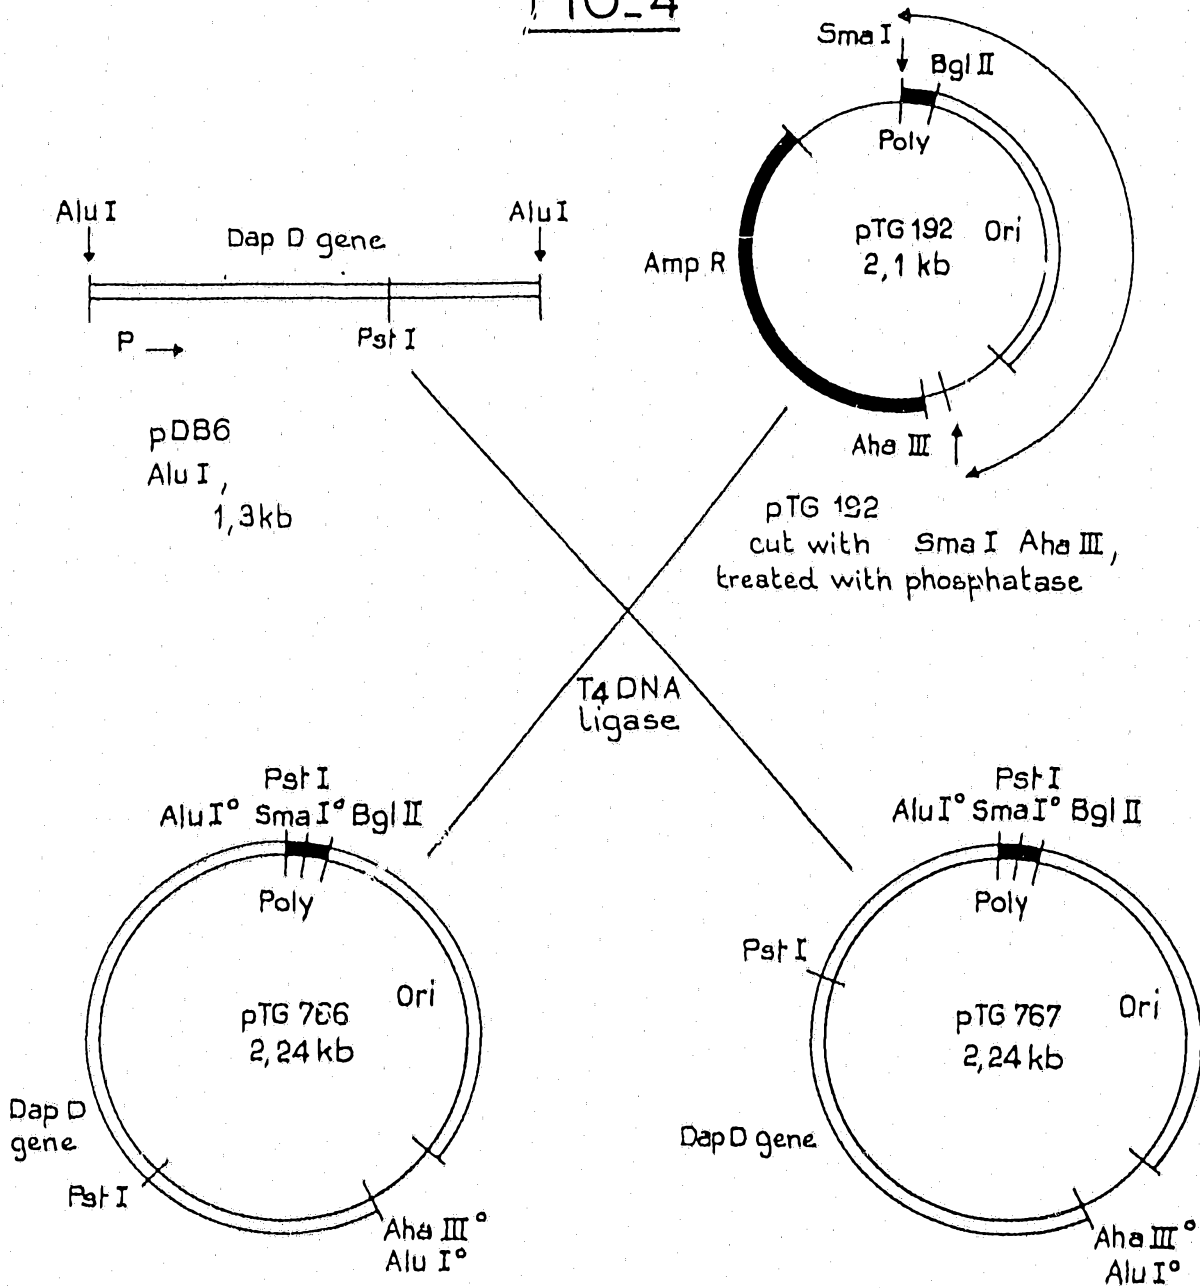 FIG_4
Sma I
Bgl II
Poly
pTG 192
2,1 kb
Ori
Amp R
Aha III
pTG 192
cut with Sma I Aha III,
treated with phosphatase
Alu I
Alu I
Dap D gene
P
Pst I
pDB6
Alu I,
1,3kb
T4 DNA
ligase
Pst I
Alu I° Sma I° Bgl II
Poly
Ori
pTG 766
2,24 kb
Dap D
gene
Pst I
Aha III°
Alu I°
Pst I
Alu I° Sma I° Bgl II
Poly
Pst I
Ori
pTG 767
2,24 kb
Dap D gene
Aha III°
Alu I°